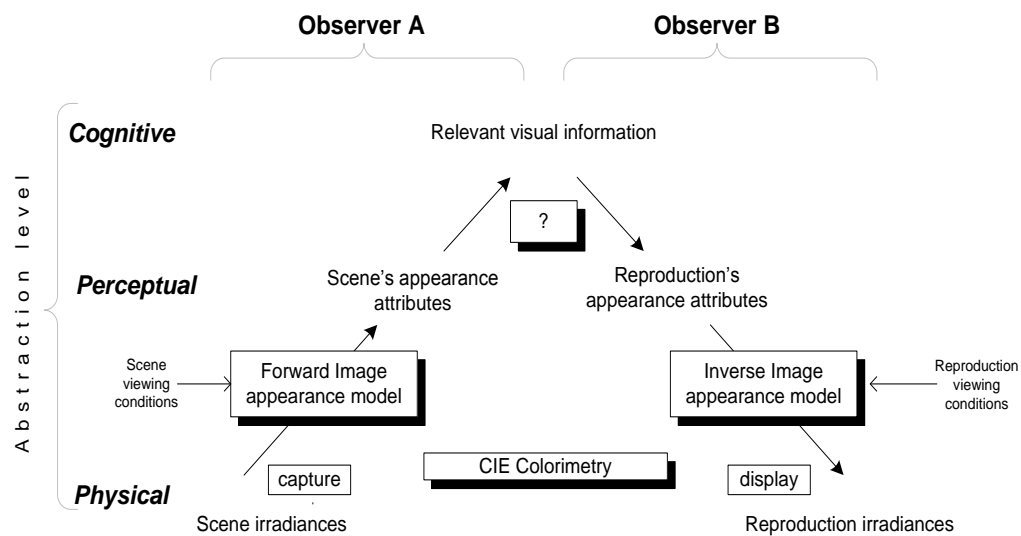 Observer A
Observer B
Cognitive
Relevant visual information
?
Abstraction level
Perceptual
Scene’s appearance
attributes
Reproduction’s
appearance attributes
Scene
viewing
conditions
Forward Image
appearance model
Inverse Image
appearance model
Reproduction
viewing
conditions
CIE Colorimetry
capture
display
Physical
Scene irradiances
Reproduction irradiances